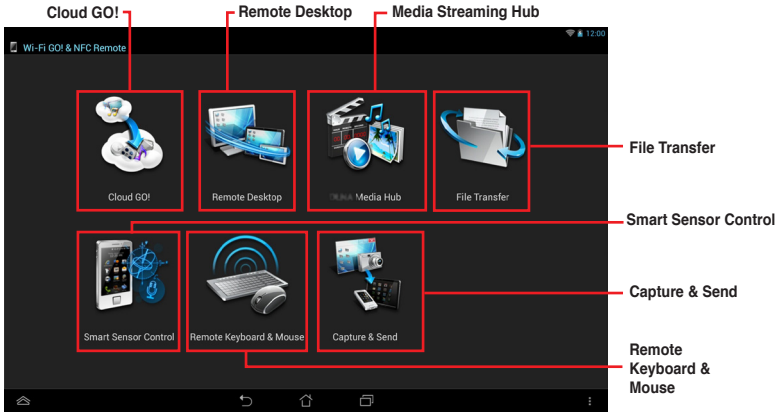 Cloud GO!
Remote Desktop
Media Streaming Hub
12:00
Wi-Fi GO! & NFC Remote
Cloud GO!
Remote Desktop
Media Hub
File Transfer
File Transfer
Smart Sensor Control
Smart Sensor Control
Remote Keyboard & Mouse
Capture & Send
Capture & Send
Remote
Keyboard &
Mouse